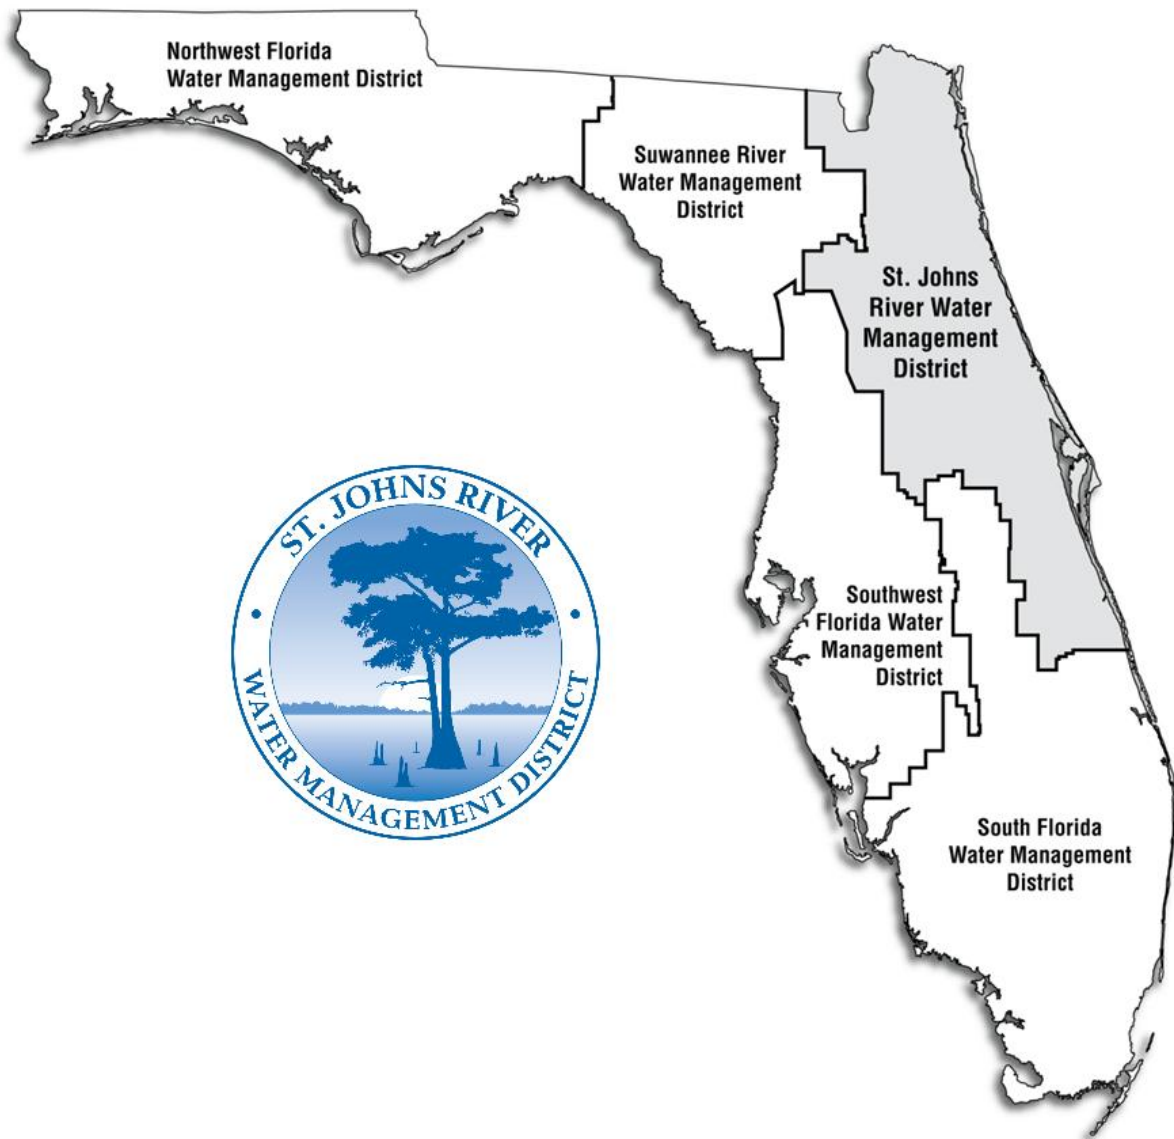 Northwest Florida
Water Management District
Suwannee River
Water Management
District
St. Johns
River Water
Management
District
ST. JOHNS RIVER
WATER MANAGEMENT DISTRICT
Southwest
Florida Water
Management
District
South Florida
Water Management
District